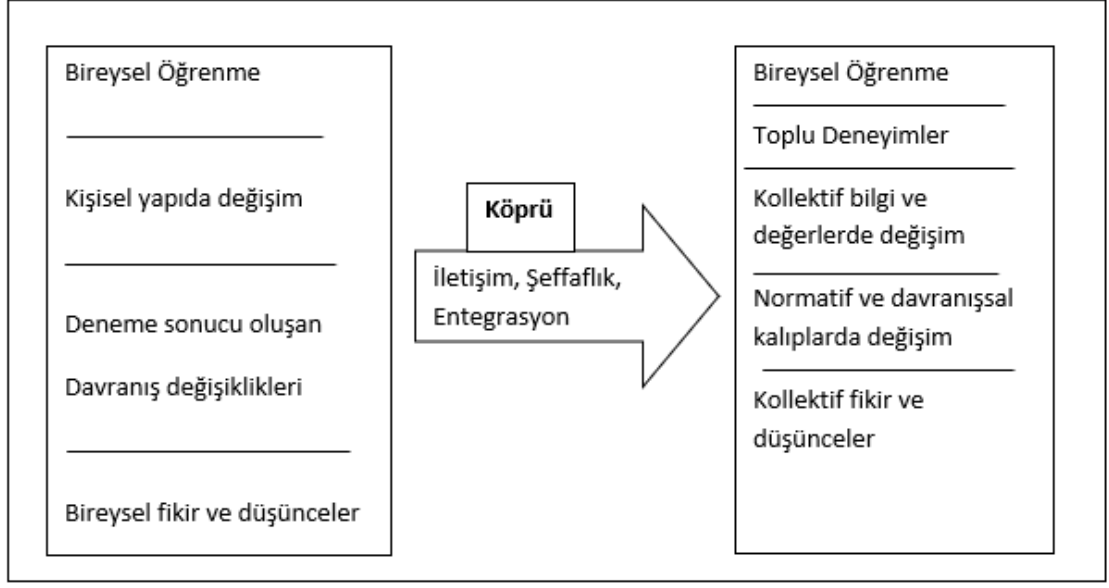 Bireysel Öğrenme
Kişisel yapıda değişim
Deneme sonucu oluşan
Davranış değişiklikleri
Bireysel fikir ve düşünceler
Köprü
İletişim, Şeffaflık,
Entegrasyon
Bireysel Öğrenme
Toplu Deneyimler
Kollektif bilgi ve
değerlerde değişim
Normatif ve davranışsal
kalıplarda değişim
Kollektif fikir ve
düşünceler